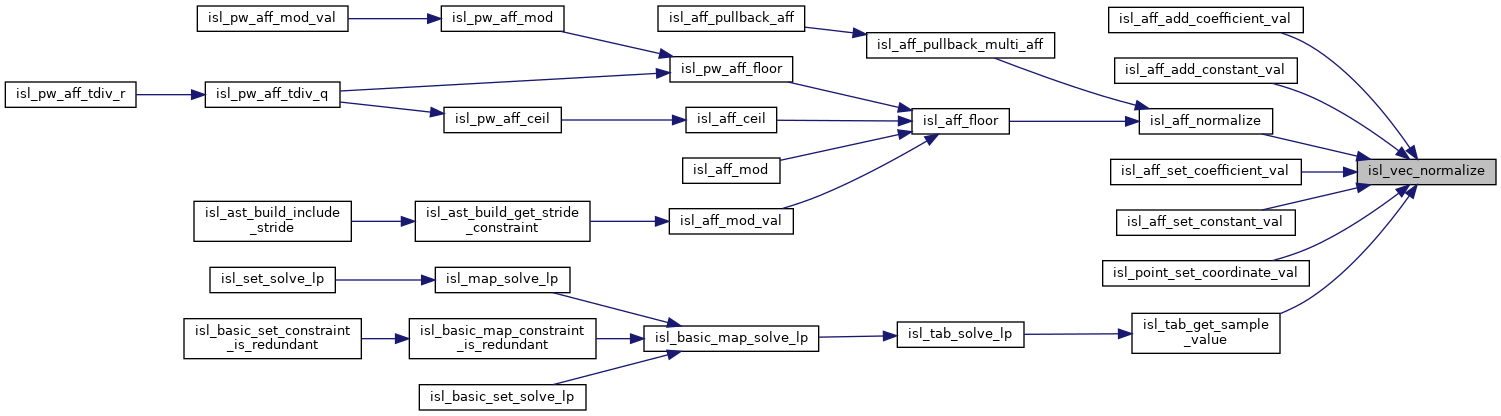 isl_pw_aff_mod_val
isl_pw_aff_mod
isl_aff_pullback_aff
isl_aff_add_coefficient_val
isl_aff_pullback_multi_aff
isl_pw_aff_floor
isl_aff_add_constant_val
isl_pw_aff_tdiv_r
isl_pw_aff_tdiv_q
isl_pw_aff_ceil
isl_aff_ceil
isl_aff_floor
isl_aff_normalize
isl_aff_mod
isl_aff_set_coefficient_val
isl_vec_normalize
isl_ast_build_include
_stride
isl_ast_build_get_stride
_constraint
isl_aff_mod_val
isl_aff_set_constant_val
isl_set_solve_lp
isl_map_solve_lp
isl_point_set_coordinate_val
isl_basic_set_constraint
_is_redundant
isl_basic_map_constraint
_is_redundant
isl_basic_map_solve_lp
isl_tab_solve_lp
isl_tab_get_sample
_value
isl_basic_set_solve_lp